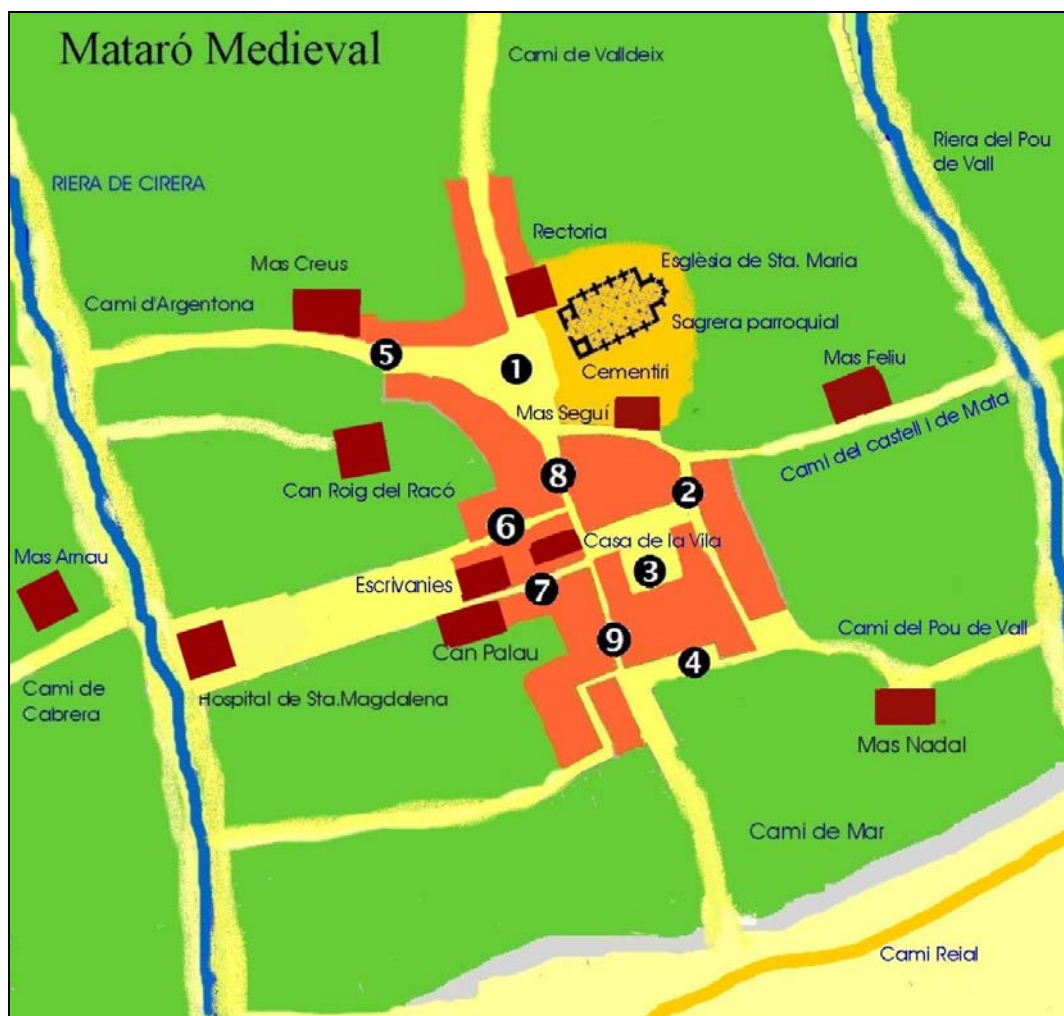 Mataró Medieval
Cami de Valldeix
Riera del Pou
de Vall
RIERA DE CIRERA
Rectoria
Esglèsia de Sta. Maria
Mas Creus
Cami d'Argentona
Sagrera parroquial
5
1
Cementiri
Mas Feliu
Mas Seguí
Cami del castell i de Mata
Can Roig del Racó
8
2
6
Casa de la Vila
Mas Arnau
Escrivanies
7
3
Cami del Pou de Vall
9
Can Palau
4
Cami de
Cabrera
Hospital de Sta.Magdalena
Mas Nadal
Cami de Mar
Cami Reial